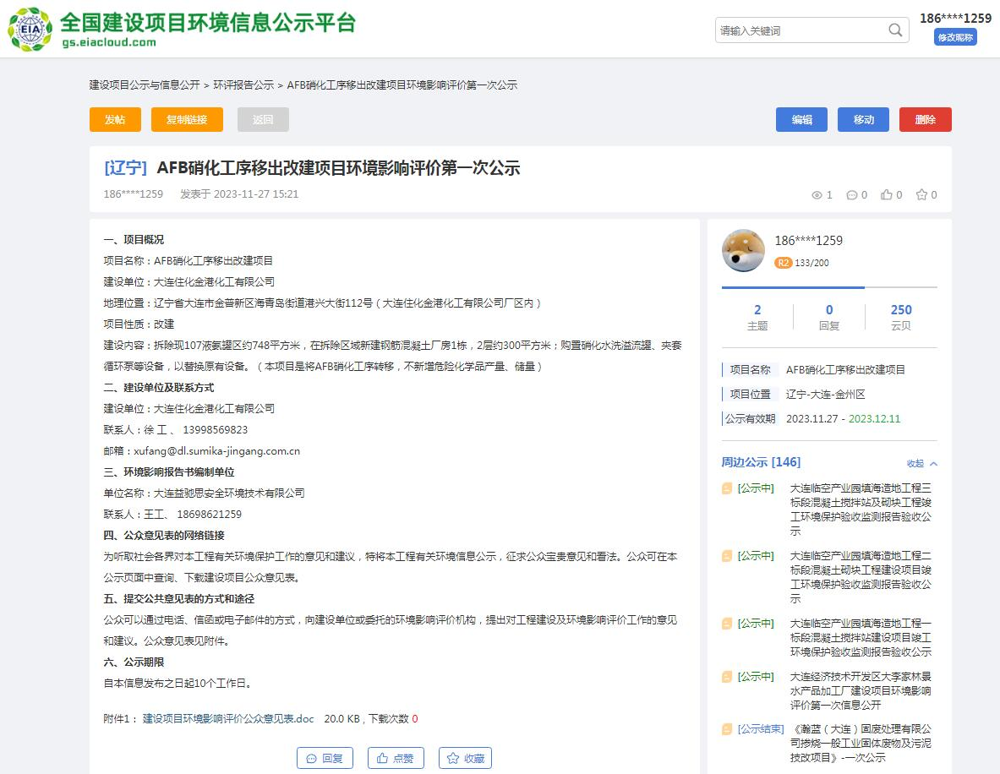 EIA
全国建设项目环境信息公示平台
gs.eiacloud.com
请输入关键词
186****1259
修改昵称
建设项目公示与信息公开 > 环评报告公示 > AFB硝化工序移出改建项目环境影响评价第一次公示
发帖 复制链接 返回 编辑 移动 删除
[辽宁] AFB硝化工序移出改建项目环境影响评价第一次公示
186****1259 发表于 2023-11-27 15:21
1 0 0 0
一、项目概况
项目名称：AFB硝化工序移出改建项目
建设单位：大连住化金港化工有限公司
地理位置：辽宁省大连市金普新区海青岛街道港兴大街112号（大连住化金港化工有限公司厂区内）
项目性质：改建
建设内容：拆除现107液氨罐区约748平方米，在拆除区域新建钢筋混凝土厂房1栋，2层约300平方米；购置硝化水洗溢流罐、夹套
循环泵等设备，以替换原有设备。（本项目是将AFB硝化工序转移，不新增危险化学品产量、储量）
二、建设单位及联系方式
建设单位：大连住化金港化工有限公司
联系人：徐 工 、 13998569823
邮箱：xufang@dl.sumika-jingang.com.cn
三、环境影响报告书编制单位
单位名称：大连益驰思安全环境技术有限公司
联系人：王工、 18698621259
四、公众意见表的网络链接
为听取社会各界对本工程有关环境保护工作的意见和建议，特将本工程有关环境信息公示，征求公众宝贵意见和看法。公众可在本
公示页面中查询、下载建设项目公众意见表。
五、提交公共意见表的方式和途径
公众可以通过电话、信函或电子邮件的方式，向建设单位或委托的环境影响评价机构，提出对工程建设及环境影响评价工作的意见
和建议。公众意见表见附件。
六、公示期限
自本信息发布之日起10个工作日。
附件1： 建设项目环境影响评价公众意见表.doc 20.0 KB , 下载次数 0
回复 点赞 收藏
186****1259
R2 133/200
2 0 250
主题 回复 云贝
项目名称 AFB硝化工序移出改建项目
项目位置 辽宁-大连-金州区
公示有效期 2023.11.27 - 2023.12.11
周边公示 [146] 收起
[公示中] 大连临空产业园填海造地工程三
标段混凝土搅拌站及砌块工程竣
工环境保护验收监测报告验收公
示
[公示中] 大连临空产业园填海造地工程二
标段混凝土砌块工程建设项目竣
工环境保护验收监测报告验收公
示
[公示中] 大连临空产业园填海造地工程一
标段混凝土搅拌站建设项目竣工
环境保护验收监测报告验收公示
[公示中] 大连经济技术开发区大李家林景
水产品加工厂建设项目环境影响
评价第一次信息公开
[公示结束] 《瀚蓝（大连）固废处理有限公
司掺烧一般工业固体废物及污泥
技改项目》-一次公示